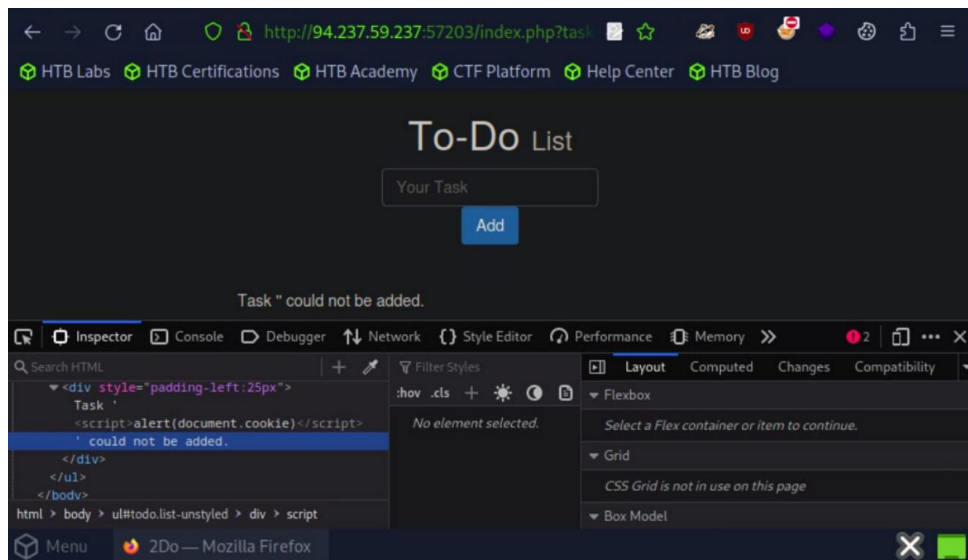 http://94.237.59.237:57203/index.php?task
HTB Labs HTB Certifications HTB Academy CTF Platform Help Center HTB Blog
To-Do List
Your Task
Add
Task '' could not be added.
Inspector Console Debugger Network {} Style Editor Performance Memory 2
Search HTML
Filter Styles
:hov .cls
Layout Computed Changes Compatibility
<div style="padding-left:25px">
Task '
<script>alert(document.cookie)</script>
' could not be added.
</div>
</ul>
</body>
html > body > ul#todo.list-unstyled > div > script
No element selected.
Flexbox
Select a Flex container or item to continue.
Grid
CSS Grid is not in use on this page
Box Model
Menu 2Do — Mozilla Firefox